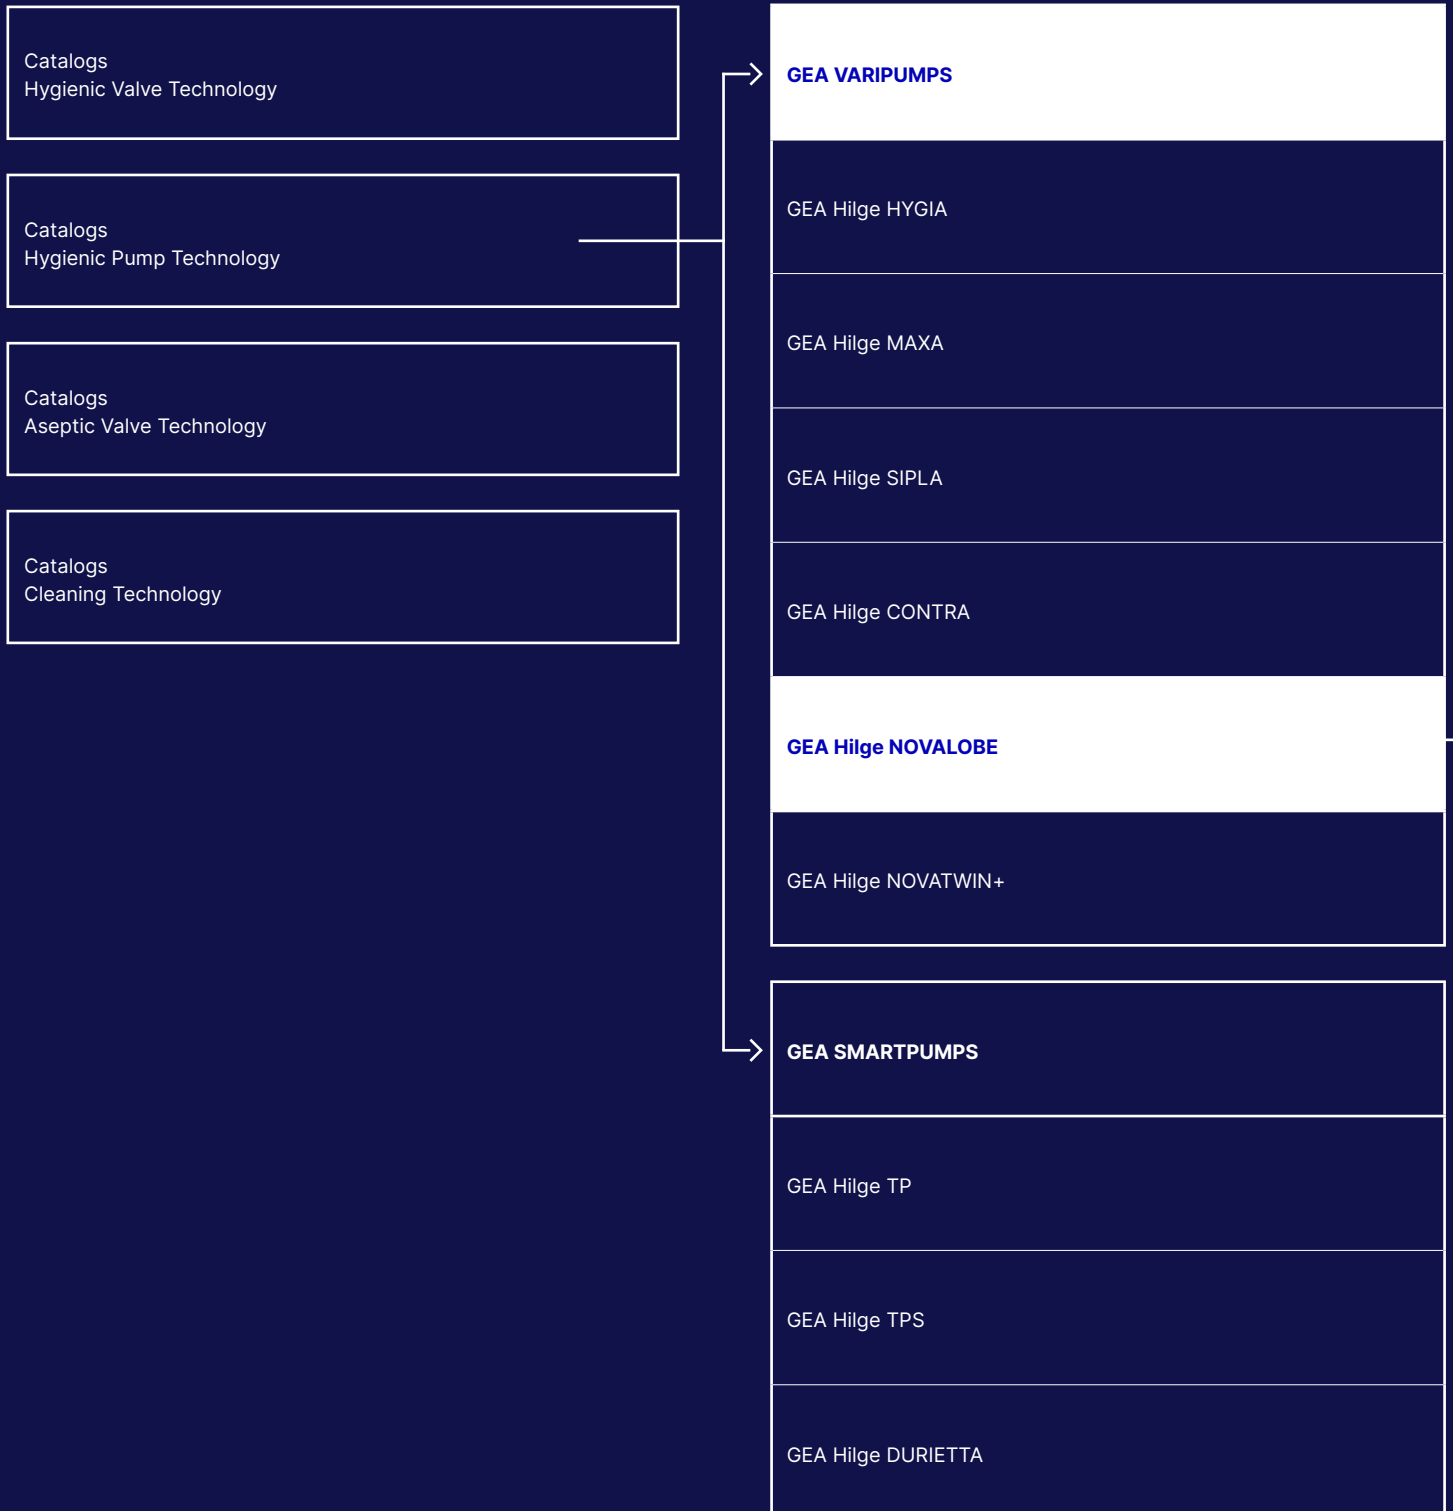 Catalogs
Hygienic Valve Technology
Catalogs
Hygienic Pump Technology
Catalogs
Aseptic Valve Technology
Catalogs
Cleaning Technology
GEA VARIPUMPS
GEA Hilge HYGIA
GEA Hilge MAXA
GEA Hilge SIPLA
GEA Hilge CONTRA
GEA Hilge NOVALOBE
GEA Hilge NOVATWIN+
GEA SMARTPUMPS
GEA Hilge TP
GEA Hilge TPS
GEA Hilge DURIETTA